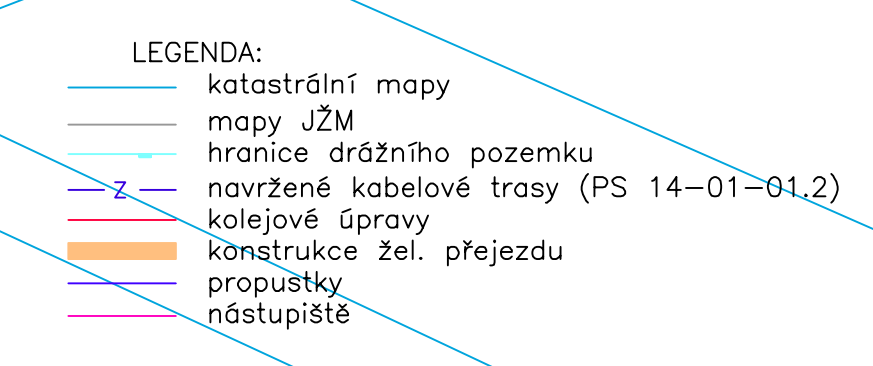 LEGENDA:
katastrální mapy
mapy JŽM
hranice drážního pozemku
Z navržené kabelové trasy (PS 14-01-01.2)
kolejové úpravy
konstrukce žel. přejezdu
propustky
nástupiště